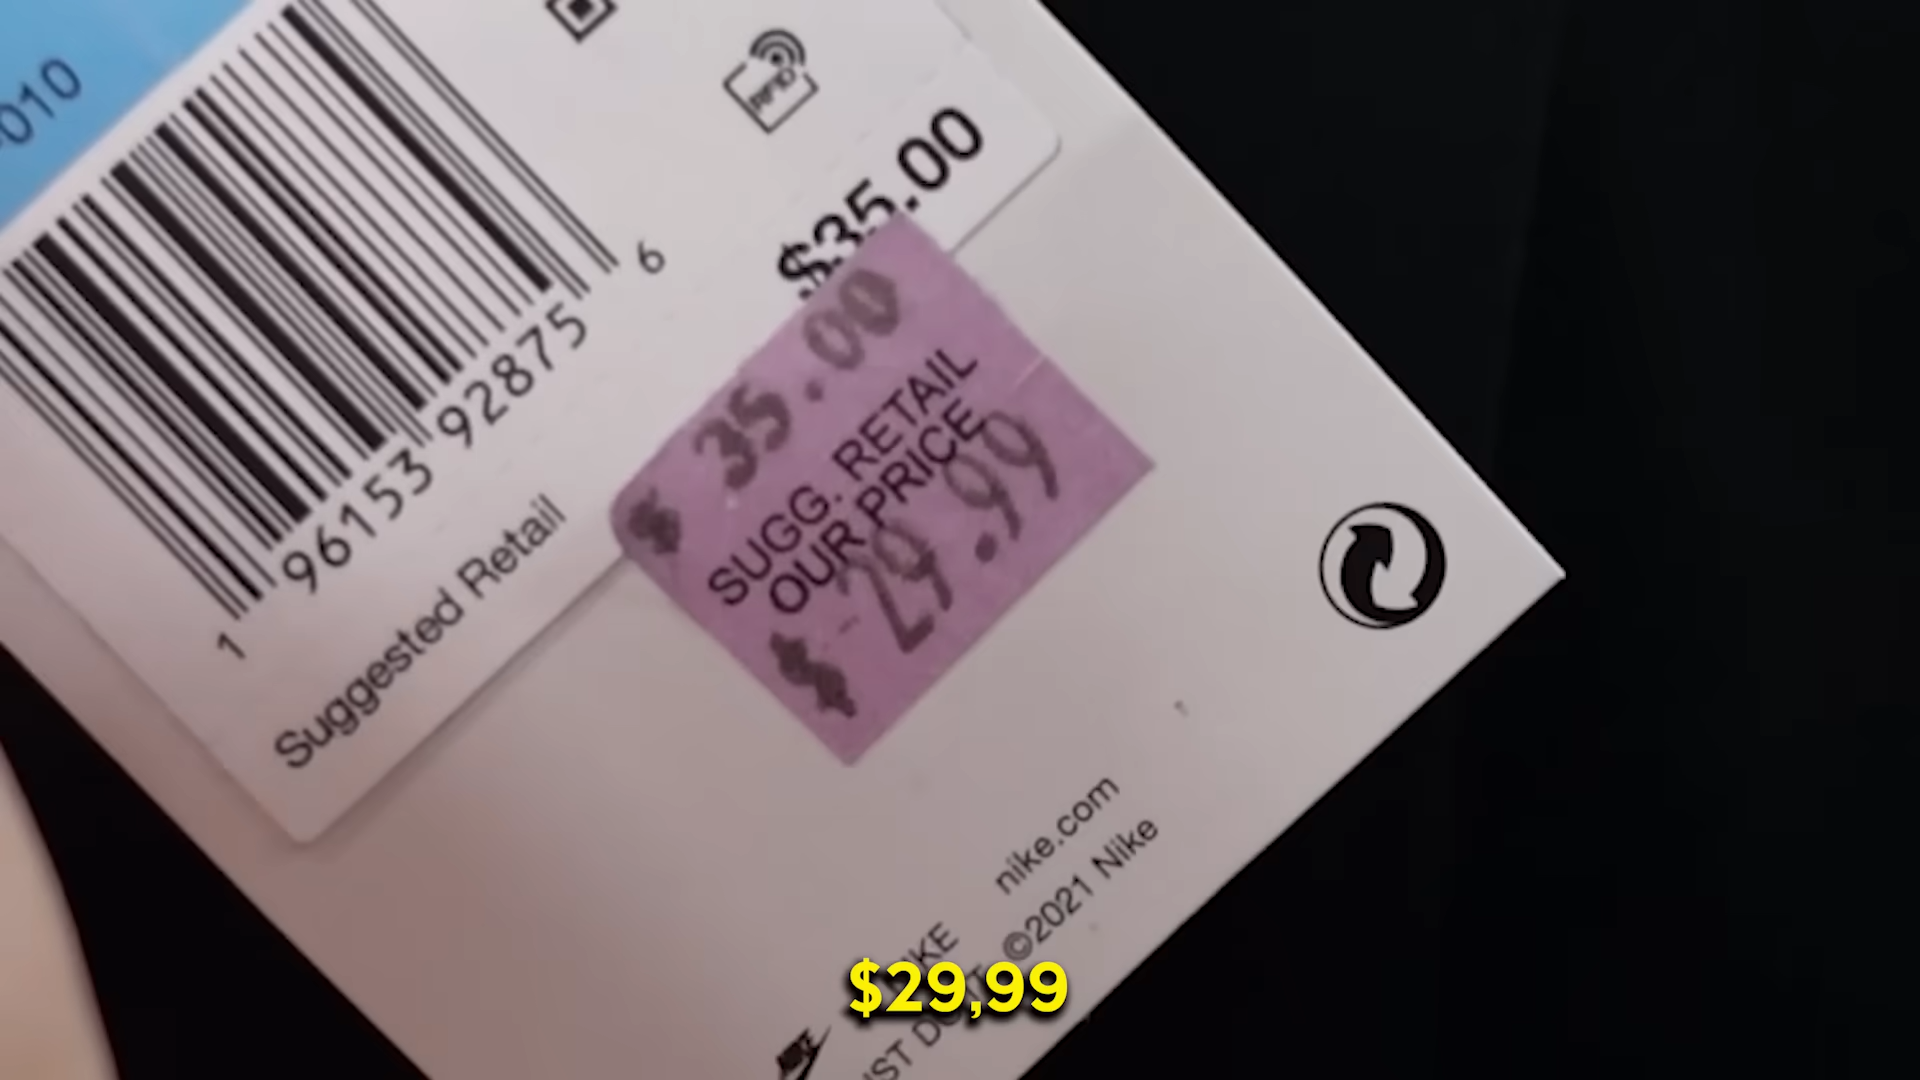 010
RFID
$35.00
1 96153 92875 6
Suggested Retail
$ 35.00
SUGG. RETAIL
OUR PRICE
$ 29.99
nike.com
©2021 Nike
$29,99